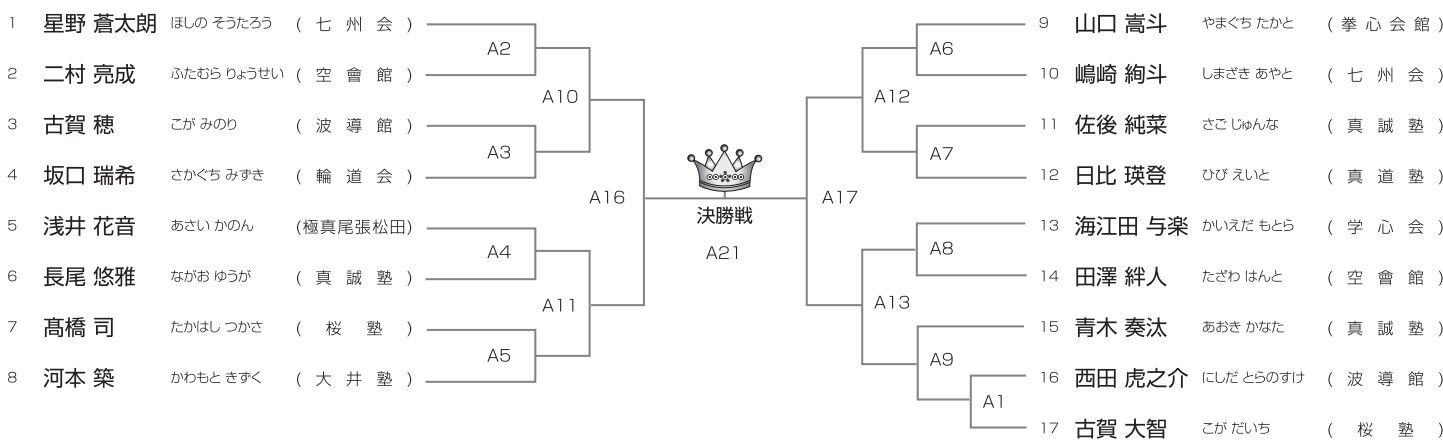 1 星野 蒼太朗 ほしの そうたろう (七州会)
2 二村 亮成 ふたむら りょうせい (空會館)
3 古賀 穂 こが みのり (波導館)
4 坂口 瑞希 さかぐち みずき (輪道会)
5 浅井 花音 あさい かのん (極真尾張松田)
6 長尾 悠雅 ながお ゆうが (真誠塾)
7 髙橋 司 たかはし つかさ (桜塾)
8 河本 築 かわもと きずく (大井塾)
A2
A3
A4
A5
A10
A11
A16
決勝戦
A21
A17
A12
A13
A6
A7
A8
A9
A1
9 山口 嵩斗 やまぐち たかと (拳心会館)
10 嶋崎 絢斗 しまざき あやと (七州会)
11 佐後 純菜 さご じゅんな (真誠塾)
12 日比 瑛登 ひび えいと (真道塾)
13 海江田 与楽 かいえだ もとら (学心会)
14 田澤 絆人 たざわ はんと (空會館)
15 青木 奏汰 あおき かなた (真誠塾)
16 西田 虎之介 にしだ とらのすけ (波導館)
17 古賀 大智 こが だいち (桜塾)